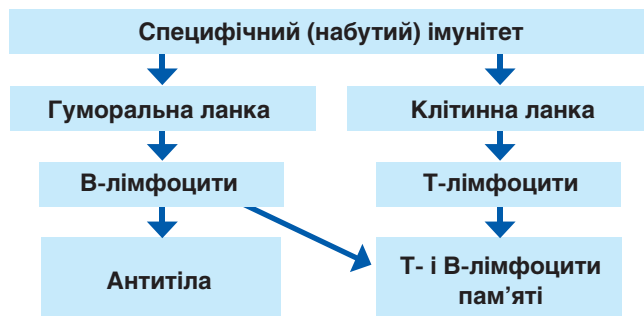 Специфічний (набутий) імунітет
Гуморальна ланка
Клітинна ланка
В-лімфоцити
Т-лімфоцити
Антитіла
Т- і В-лімфоцити
пам’яті